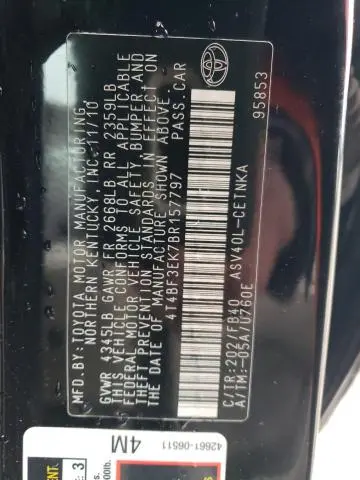 MFD BY: TOYOTA MOTOR MANUFACTURING,
NORTHERN KENTUCKY, INC. 11/10
GVWR 4345LB GAWR FR 2668LB RR 2359LB
THIS VEHICLE CONFORMS TO ALL APPLICABLE
FEDERAL MOTOR VEHICLE SAFETY, BUMPER AND
THEFT PREVENTION STANDARDS IN EFFECT ON
THE DATE OF MANUFACTURE SHOWN ABOVE.
4T4BF3EK7BR157797 PASS. CAR
C/TR:202/FB40 ASV40L-CETNKA
A/TM:-05A/U760E
95853
TOYOTA
42661-06511
4M